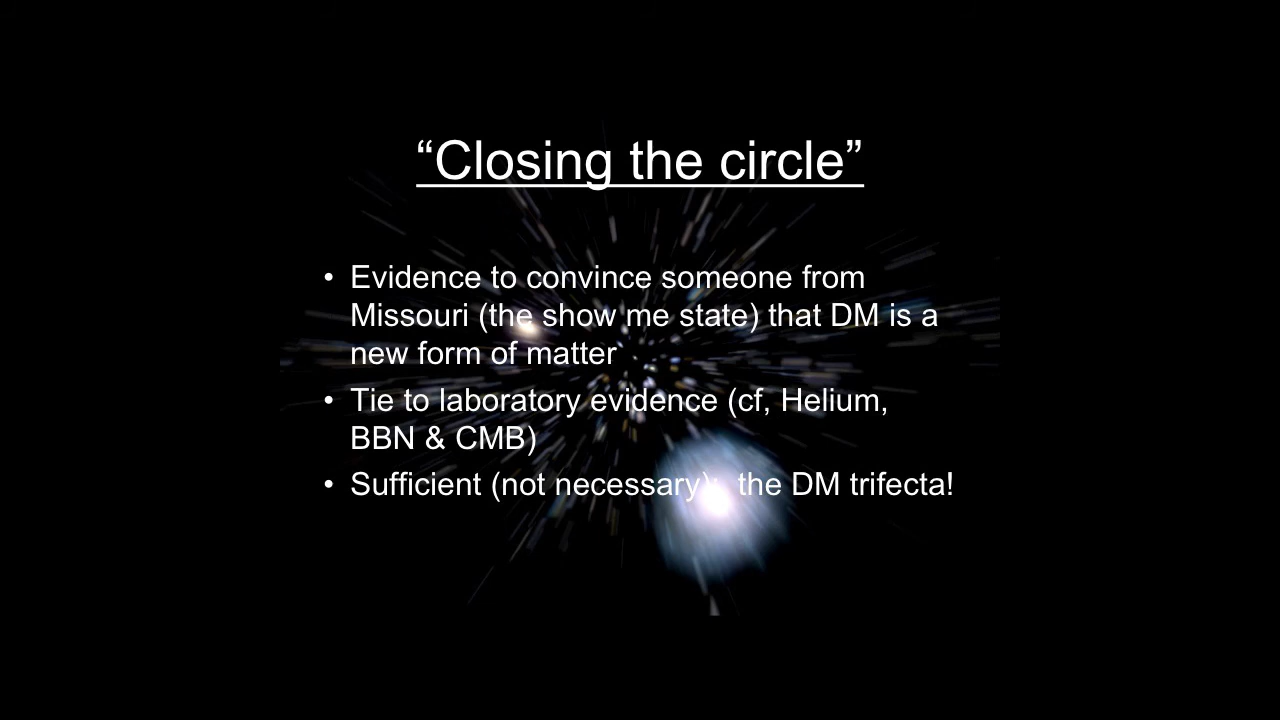 “Closing the circle”
• Evidence to convince someone from
Missouri (the show me state) that DM is a
new form of matter
• Tie to laboratory evidence (cf, Helium,
BBN & CMB)
• Sufficient (not necessary): the DM trifecta!